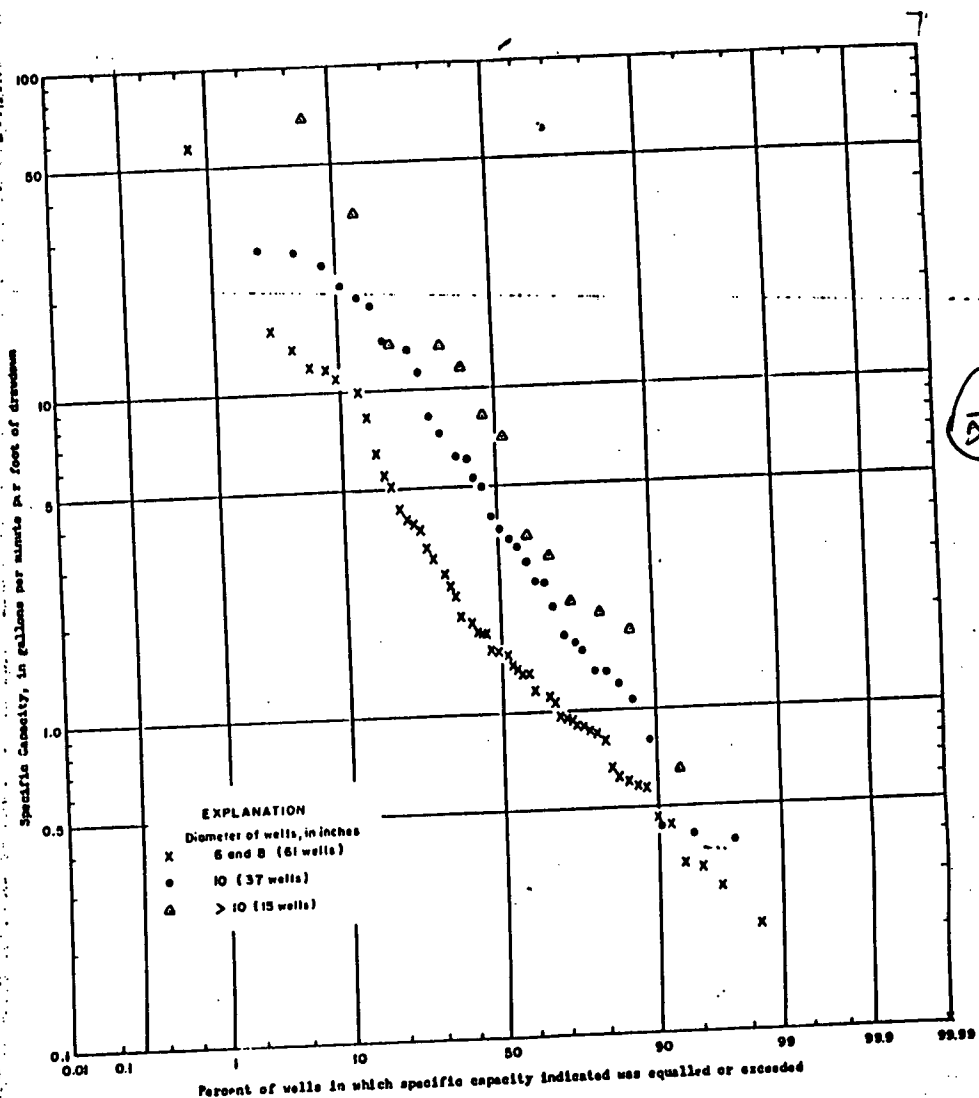 100
50
10
5
1.0
0.5
0.1
Specific Capacity, in gallons per minute per foot of drawdown
EXPLANATION
Diameter of wells, in inches
x 6 and 8 (61 wells)
● 10 (37 wells)
△ > 10 (15 wells)
0.01 0.1 1 10 50 90 99 99.9 99.99
Percent of wells in which specific capacity indicated was equalled or exceeded